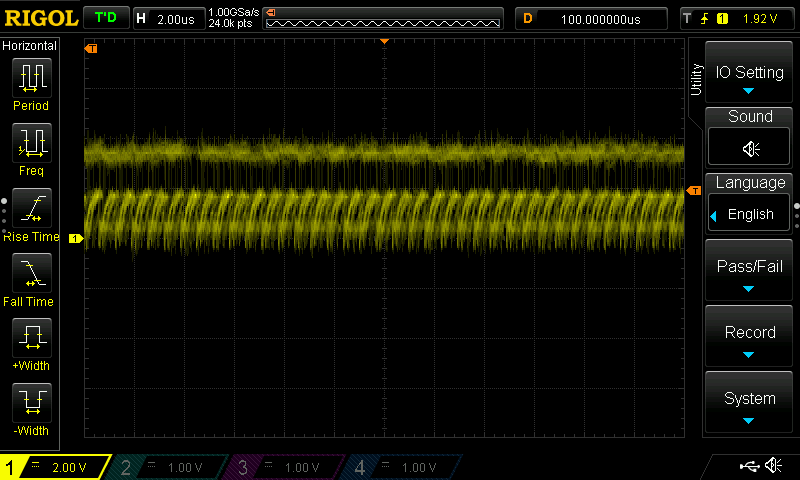 RIGOL T'D H 2.00us 1.00GSa/s
24.0k pts D 100.000000us T 1 1.92 V
Horizontal
Period
Freq
Rise Time
Fall Time
+Width
-Width
T
T
1
Utility
IO Setting
Sound
Language
English
Pass/Fail
Record
System
1 2.00 V 2 1.00 V 3 1.00 V 4 1.00 V